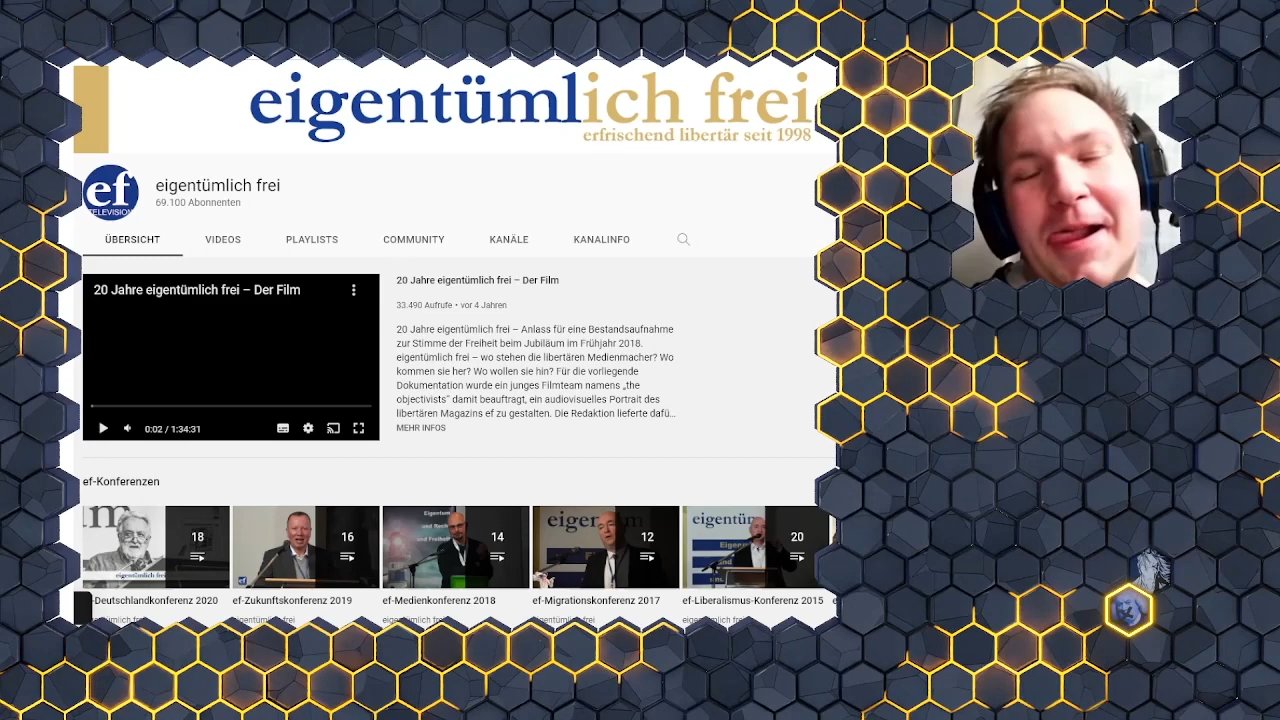 eigentümlich frei
erfrischend libertär seit 1998
ef
TELEVISION
eigentümlich frei
69.100 Abonnenten
ÜBERSICHT VIDEOS PLAYLISTS COMMUNITY KANÄLE KANALINFO
20 Jahre eigentümlich frei – Der Film
0:02 / 1:34:31
20 Jahre eigentümlich frei – Der Film
33.490 Aufrufe • vor 4 Jahren
20 Jahre eigentümlich frei – Anlass für eine Bestandsaufnahme
zur Stimme der Freiheit beim Jubiläum im Frühjahr 2018.
eigentümlich frei – wo stehen die libertären Medienmacher? Wo
kommen sie her? Wo wollen sie hin? Für die vorliegende
Dokumentation wurde ein junges Filmteam namens „the
objectivists" damit beauftragt, ein audiovisuelles Portrait des
libertären Magazins ef zu gestalten. Die Redaktion lieferte dafü...
MEHR INFOS
ef-Konferenzen
18 16 14 12 20
-Deutschlandkonferenz 2020 ef-Zukunftskonferenz 2019 ef-Medienkonferenz 2018 ef-Migrationskonferenz 2017 ef-Liberalismus-Konferenz 2015